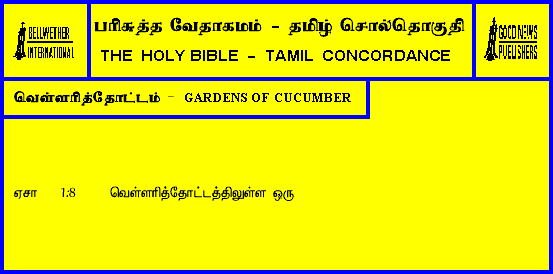 BELLWETHER
INTERNATIONAL
பரிசுத்த வேதாகமம் - தமிழ் சொல்தொகுதி
THE HOLY BIBLE - TAMIL CONCORDANCE
GOOD NEWS
PUBLISHERS
வெள்ளரித்தோட்டம் - GARDENS OF CUCUMBER
ஏசா 1:8 வெள்ளரித்தோட்டத்திலுள்ள ஒரு